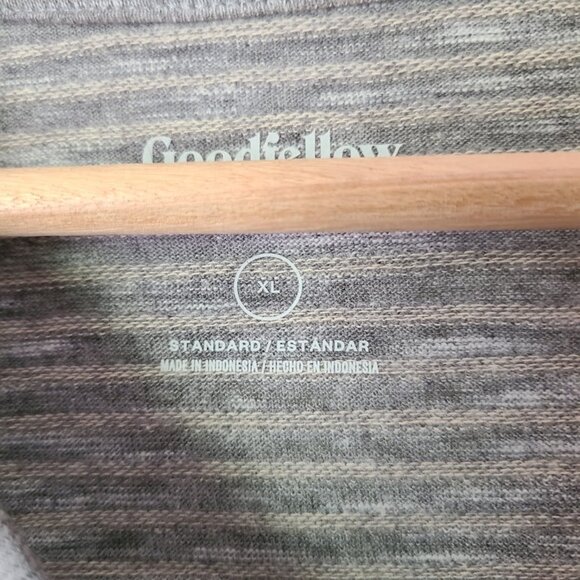 Goodfellow
XL
STANDARD / ESTÁNDAR
MADE IN INDONESIA / HECHO EN INDONESIA